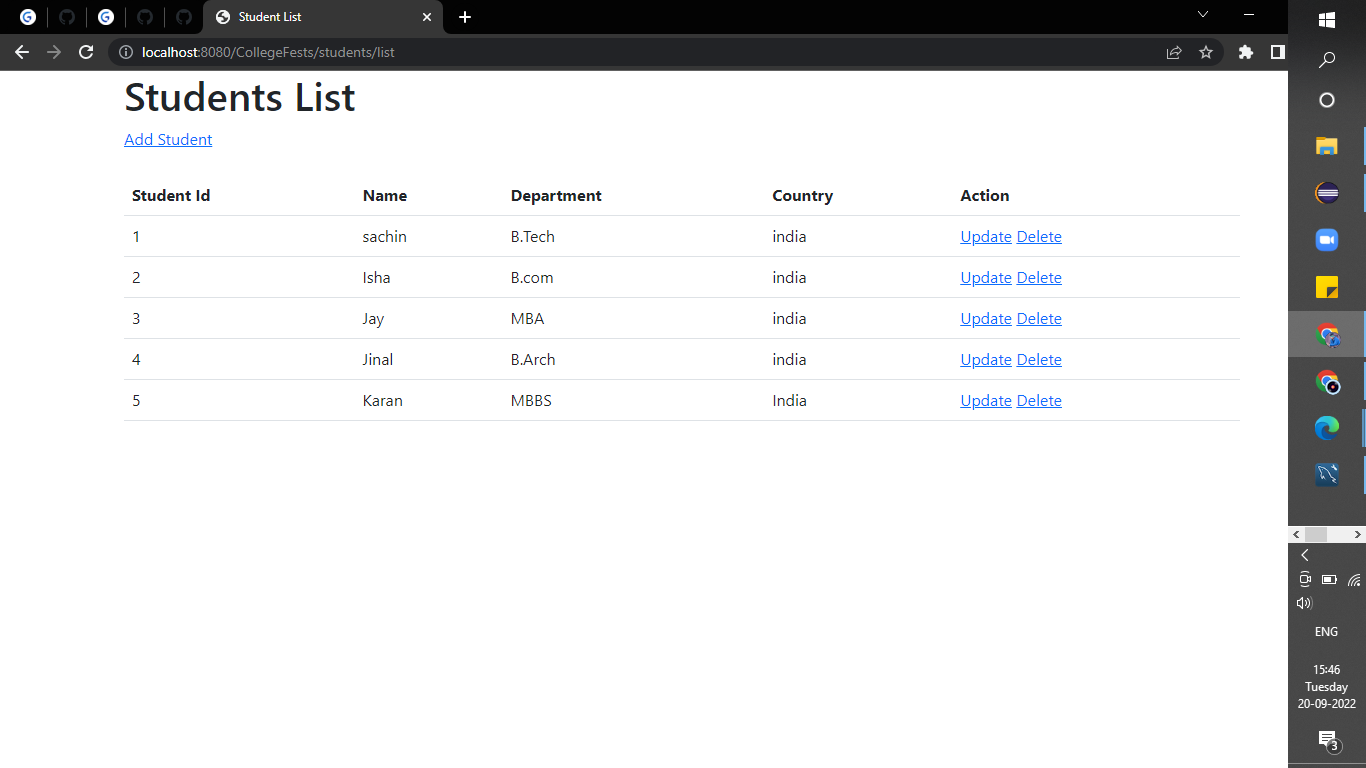 Student List
localhost:8080/CollegeFests/students/list
Students List
Add Student
Student Id Name Department Country Action
1 sachin B.Tech india Update Delete
2 Isha B.com india Update Delete
3 Jay MBA india Update Delete
4 Jinal B.Arch india Update Delete
5 Karan MBBS India Update Delete
ENG
15:46
Tuesday
20-09-2022
3